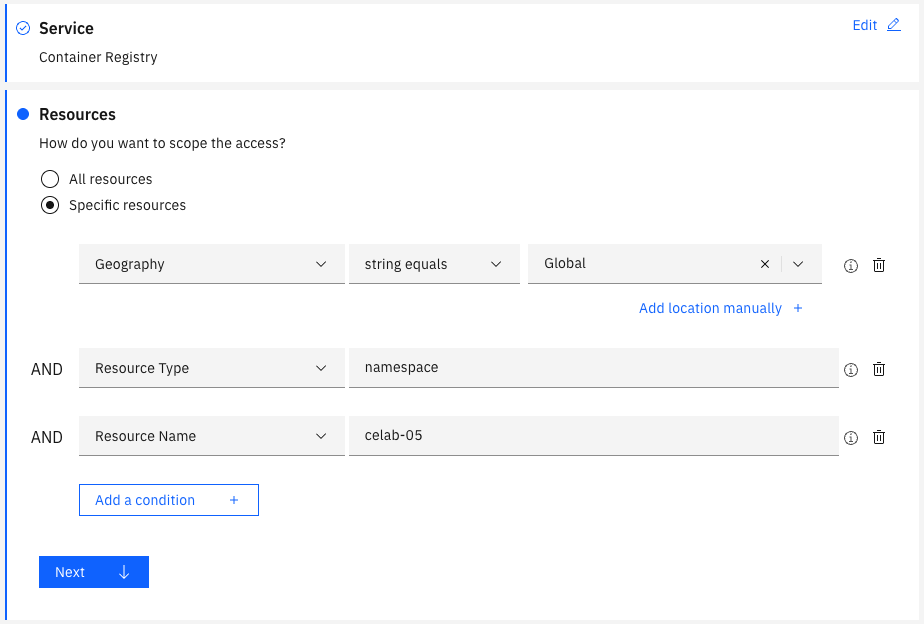 Service
Edit
Container Registry
Resources
How do you want to scope the access?
All resources
Specific resources
Geography string equals Global
Add location manually +
AND Resource Type namespace
AND Resource Name celab-05
Add a condition +
Next